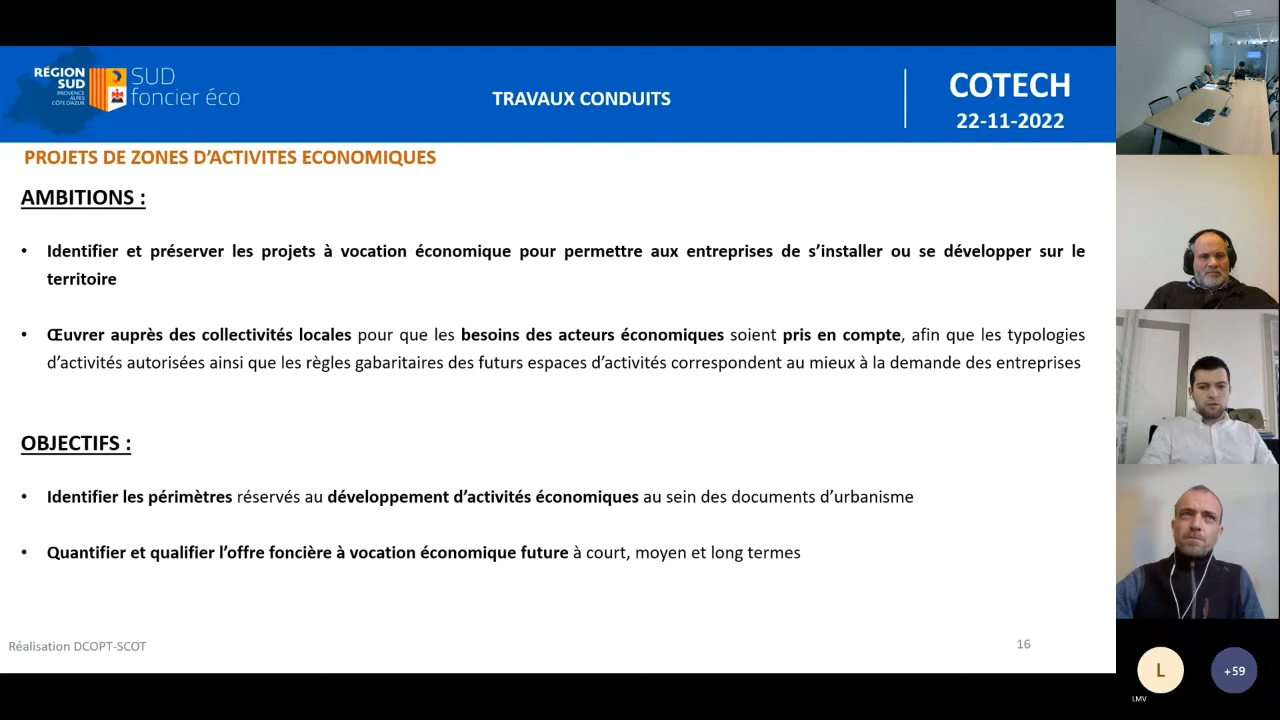 RÉGION
SUD
PROVENCE
ALPES
CÔTE D'AZUR
SUD
foncier éco
TRAVAUX CONDUITS
COTECH
22-11-2022
PROJETS DE ZONES D'ACTIVITES ECONOMIQUES
AMBITIONS :
• Identifier et préserver les projets à vocation économique pour permettre aux entreprises de s'installer ou se développer sur le
territoire
• Œuvrer auprès des collectivités locales pour que les besoins des acteurs économiques soient pris en compte, afin que les typologies
d'activités autorisées ainsi que les règles gabaritaires des futurs espaces d'activités correspondent au mieux à la demande des entreprises
OBJECTIFS :
• Identifier les périmètres réservés au développement d'activités économiques au sein des documents d'urbanisme
• Quantifier et qualifier l'offre foncière à vocation économique future à court, moyen et long termes
Réalisation DCOPT-SCOT
16
L
+59
LMV